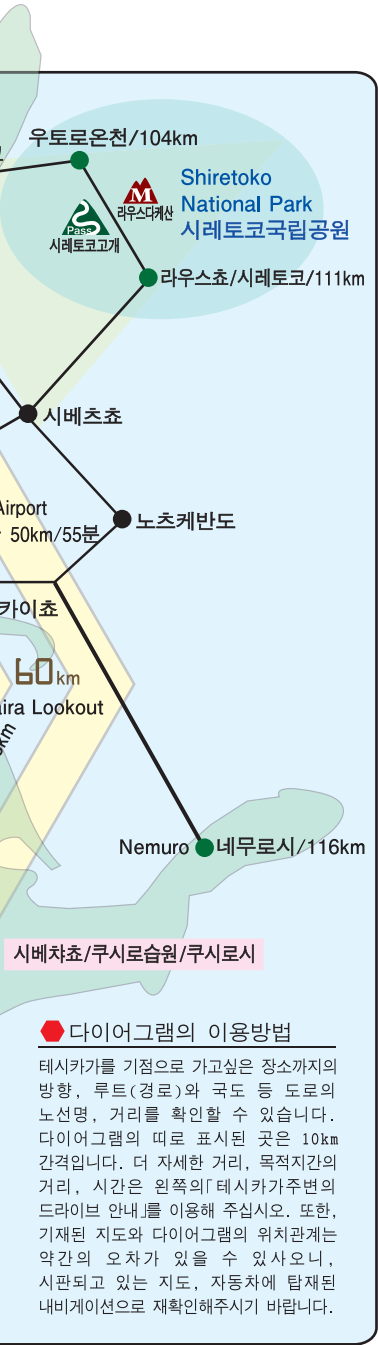 우토로온천/104km
Shiretoko
National Park
시레토코국립공원
M
라우스다케산
Pass
시레토코고개
라우스쵸/시레토코/111km
시베츠쵸
Airport
50km/55분
노츠케반도
카이쵸
60km
ira Lookout
km
Nemuro 네무로시/116km
시베챠쵸/쿠시로습원/쿠시로시
다이어그램의 이용방법
테시카가를 기점으로 가고싶은 장소까지의
방향, 루트(경로)와 국도 등 도로의
노선명, 거리를 확인할 수 있습니다.
다이어그램의 띠로 표시된 곳은 10km
간격입니다. 더 자세한 거리, 목적지간의
거리, 시간은 왼쪽의「테시카가주변의
드라이브 안내」를 이용해 주십시오. 또한,
기재된 지도와 다이어그램의 위치관계는
약간의 오차가 있을 수 있사오니,
시판되고 있는 지도, 자동차에 탑재된
내비게이션으로 재확인해주시기 바랍니다.